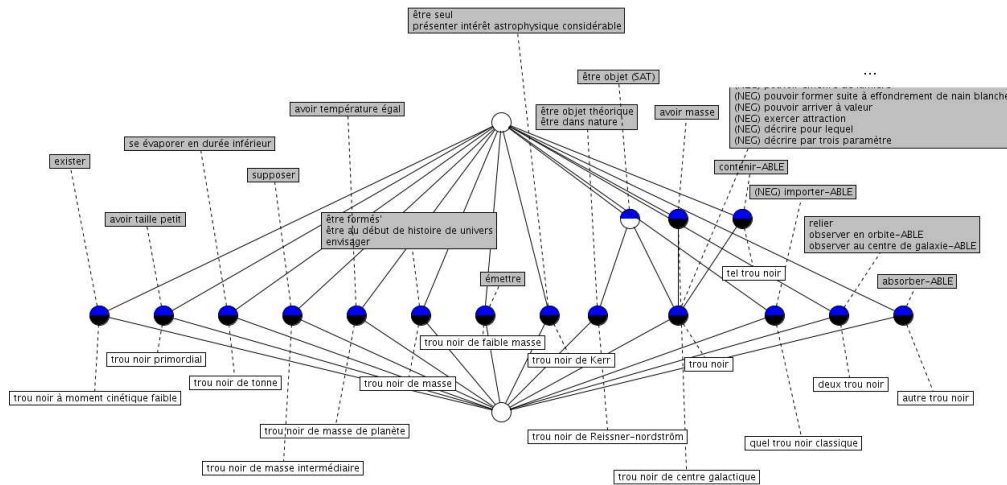 être seul
présenter intérêt astrophysique considérable
...
être objet (SAT)
(NEG) pouvoir former suite à effondrement de nain blanche
(NEG) pouvoir arriver à valeur
(NEG) exercer attraction
(NEG) décrire pour lequel
(NEG) décrire par trois paramétre
avoir température égal
être objet théorique
être dans nature
avoir masse
se évaporer en durée inférieur
existe
contenir-ABLE
supposer
(NEG) importer-ABLE
avoir taille petit
être formés'
être au début de histoire de univers
envisager
relier
observer en orbite-ABLE
observer au centre de galaxie-ABLE
tel trou noir
émettre
absorber-ABLE
trou noir de faible masse
trou noir primordial
trou noir de Kerr
trou noir
trou noir de tonne
trou noir de masse
deux trou noir
trou noir à moment cinétique faible
autre trou noir
trou noir de masse de planète
trou noir de Reissner-nordström
quel trou noir classique
trou noir de masse intermédiaire
trou noir de centre galactique